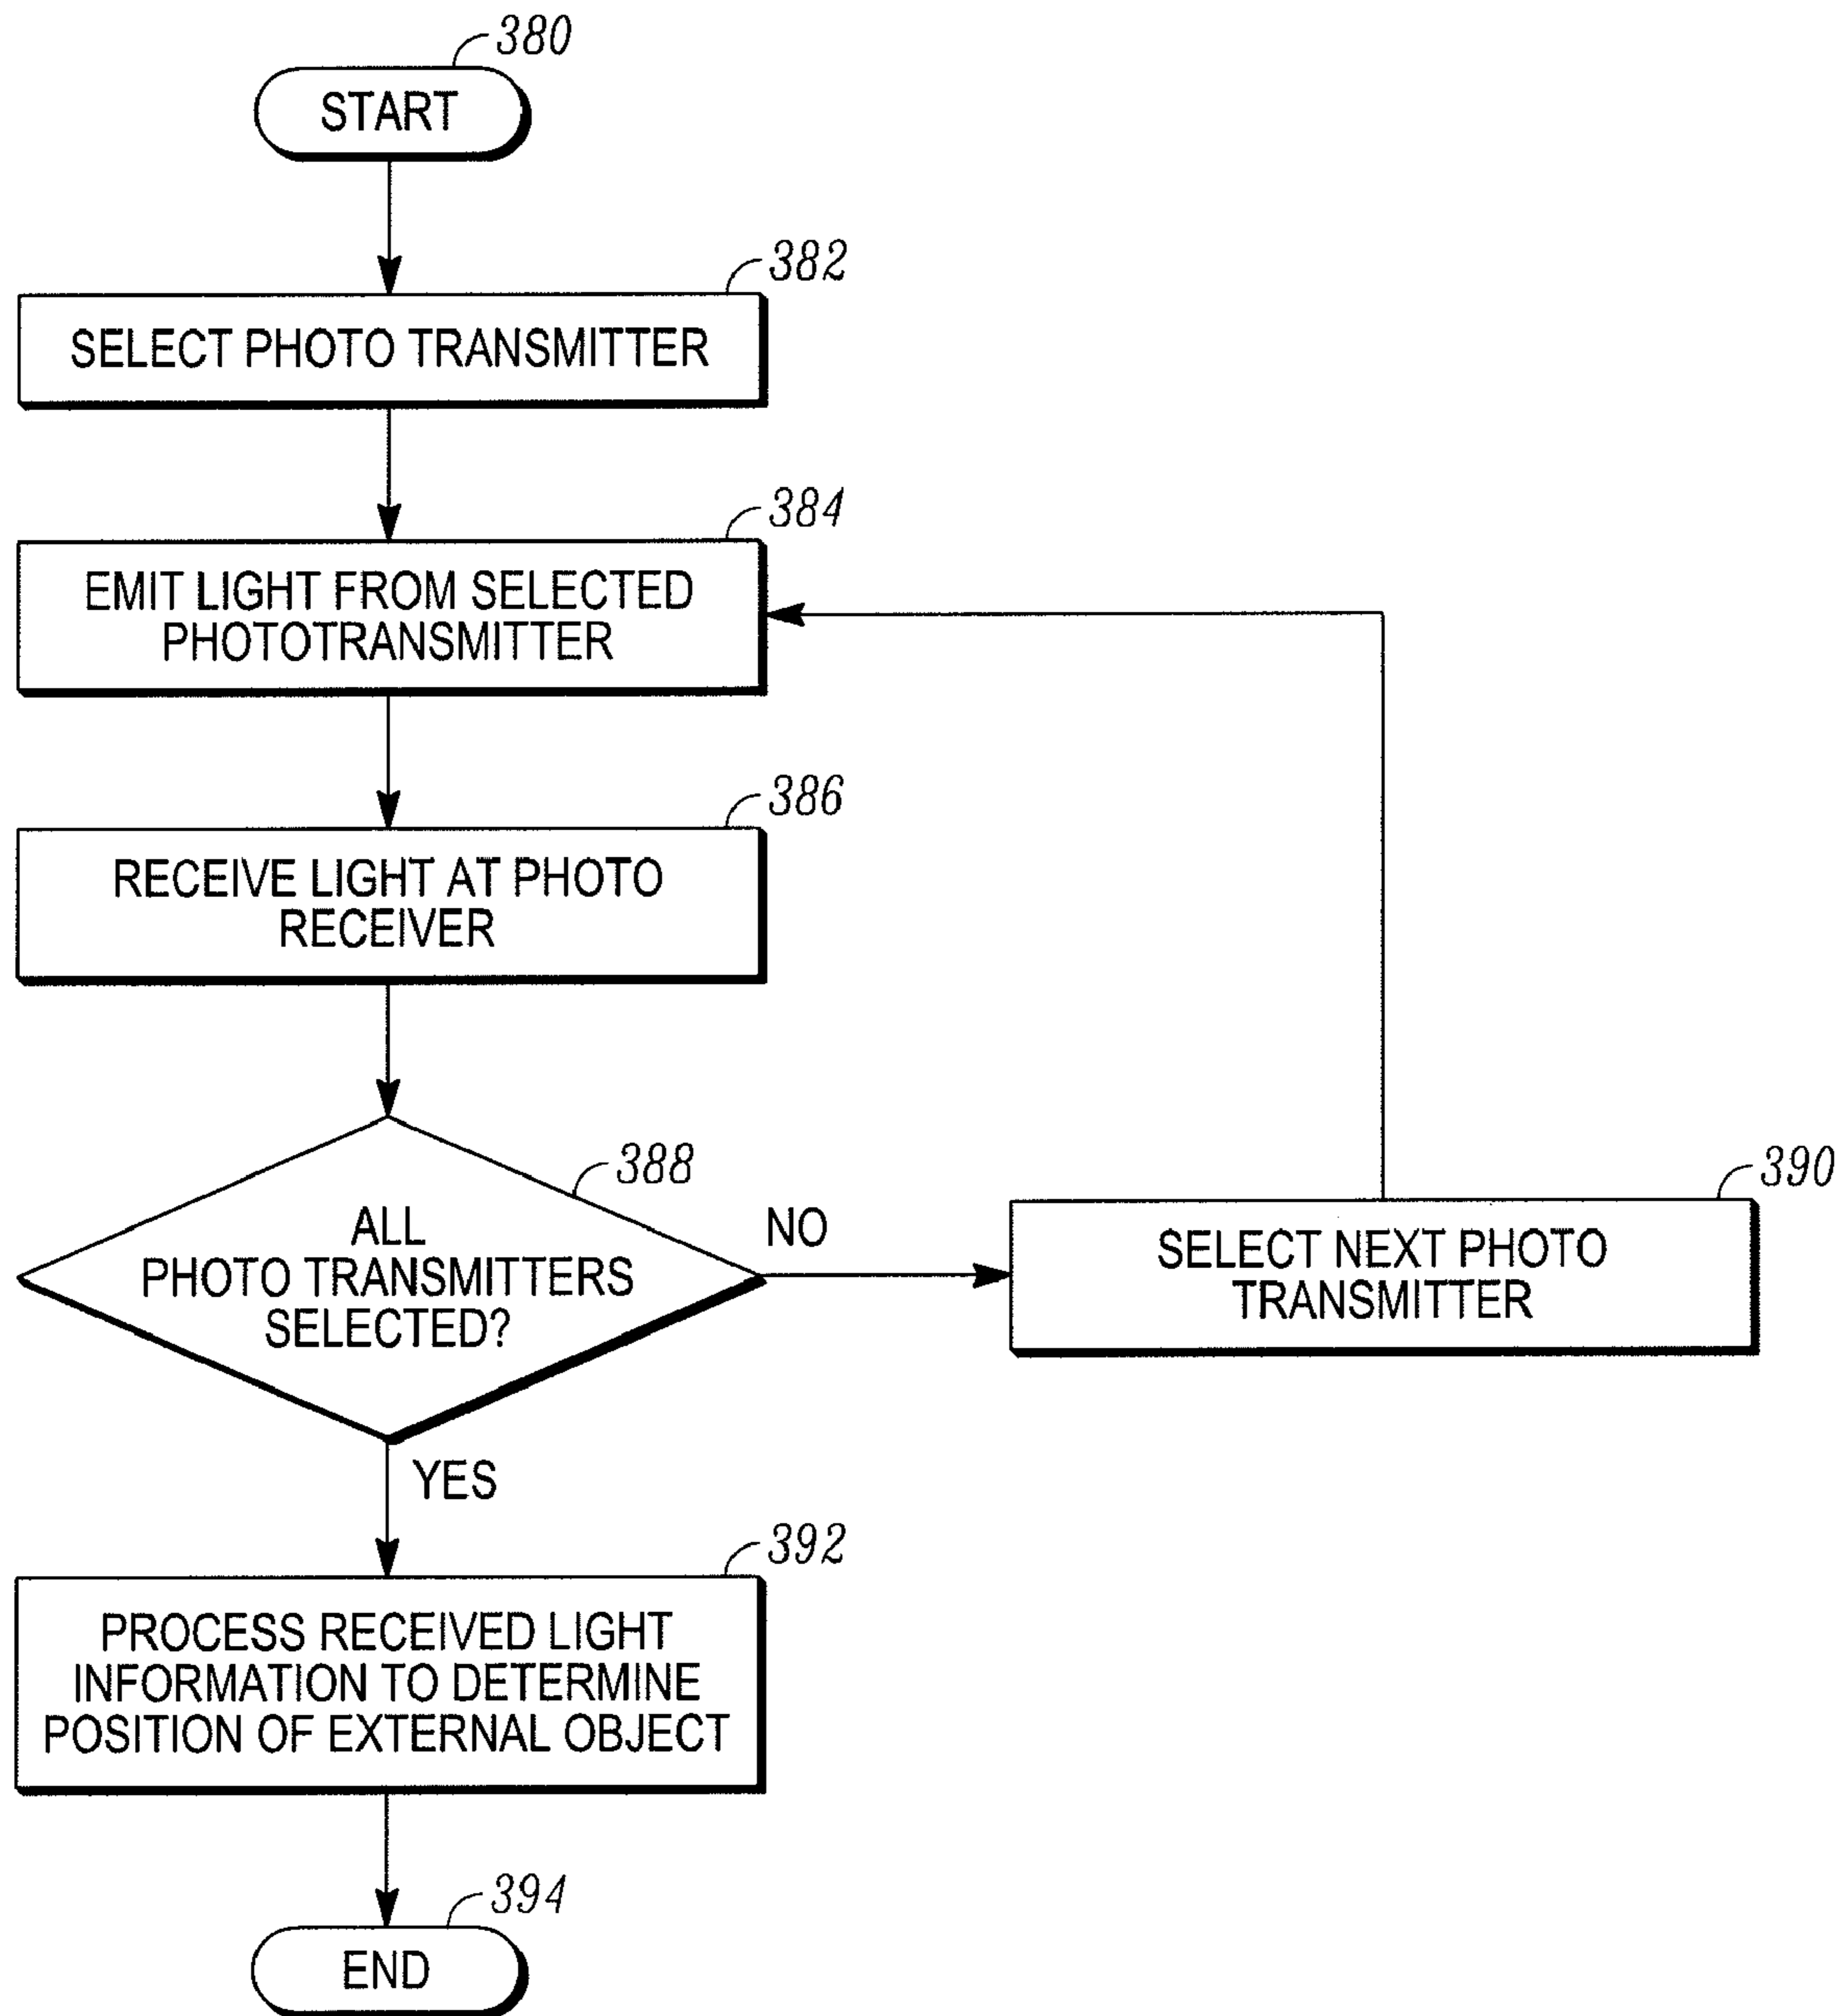 380
START
382
SELECT PHOTO TRANSMITTER
384
EMIT LIGHT FROM SELECTED
PHOTOTRANSMITTER
386
RECEIVE LIGHT AT PHOTO
RECEIVER
388
ALL
PHOTO TRANSMITTERS
SELECTED?
NO
390
SELECT NEXT PHOTO
TRANSMITTER
YES
392
PROCESS RECEIVED LIGHT
INFORMATION TO DETERMINE
POSITION OF EXTERNAL OBJECT
394
END